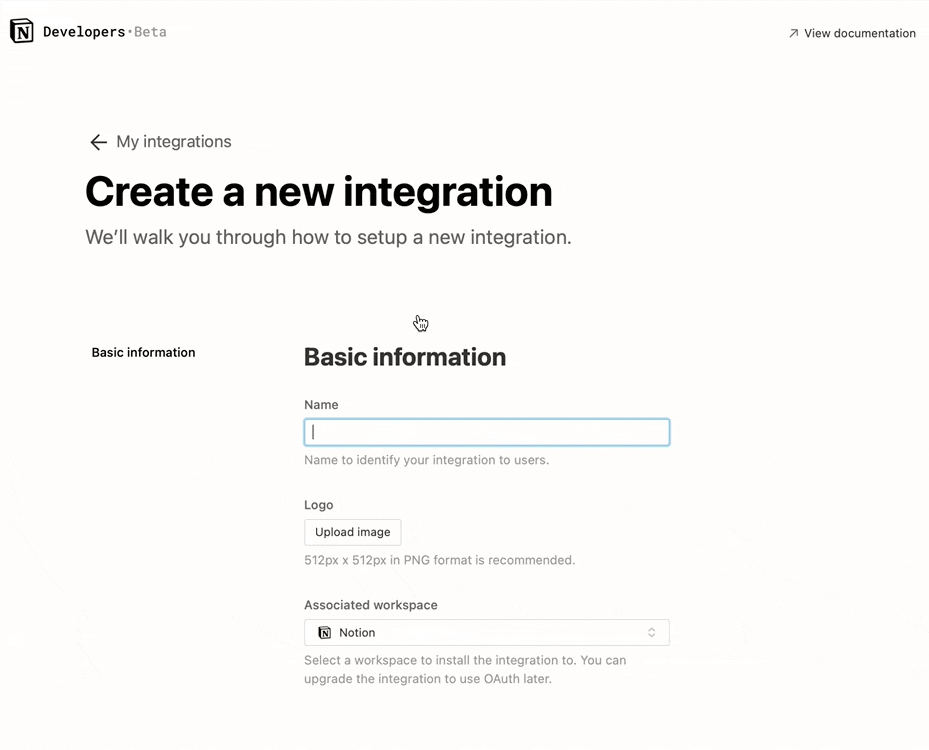 Developers•Beta
↗ View documentation
← My integrations
Create a new integration
We’ll walk you through how to setup a new integration.
Basic information
Basic information
Name
Name to identify your integration to users.
Logo
Upload image
512px x 512px in PNG format is recommended.
Associated workspace
N Notion
Select a workspace to install the integration to. You can
upgrade the integration to use OAuth later.